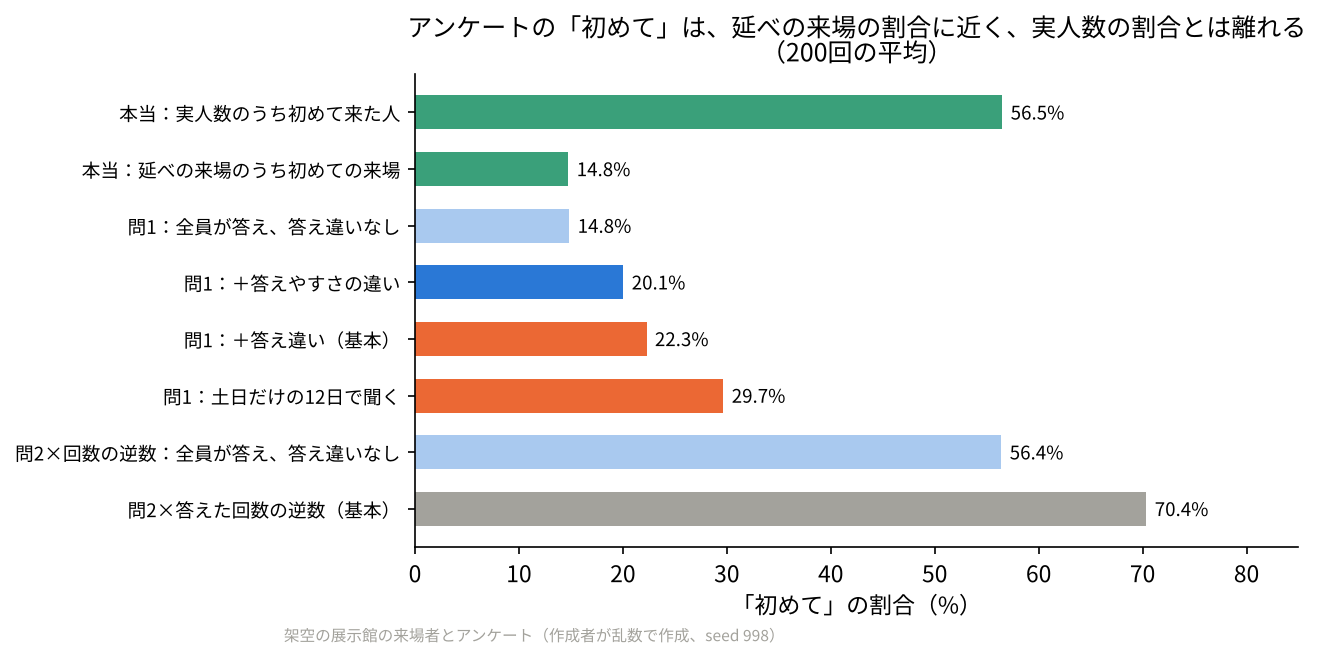 アンケートの「初めて」は、延べの来場の割合に近く、実人数の割合とは離れる
（200回の平均）
本当：実人数のうち初めて来た人
56.5%
本当：延べの来場のうち初めての来場
14.8%
問1：全員が答え、答え違いなし
14.8%
問1：＋答えやすさの違い
20.1%
問1：＋答え違い（基本）
22.3%
問1：土日だけの12日で聞く
29.7%
問2×回数の逆数：全員が答え、答え違いなし
56.4%
問2×答えた回数の逆数（基本）
70.4%
0 10 20 30 40 50 60 70 80
「初めて」の割合（%）
架空の展示館の来場者とアンケート（作成者が乱数で作成、seed 998）